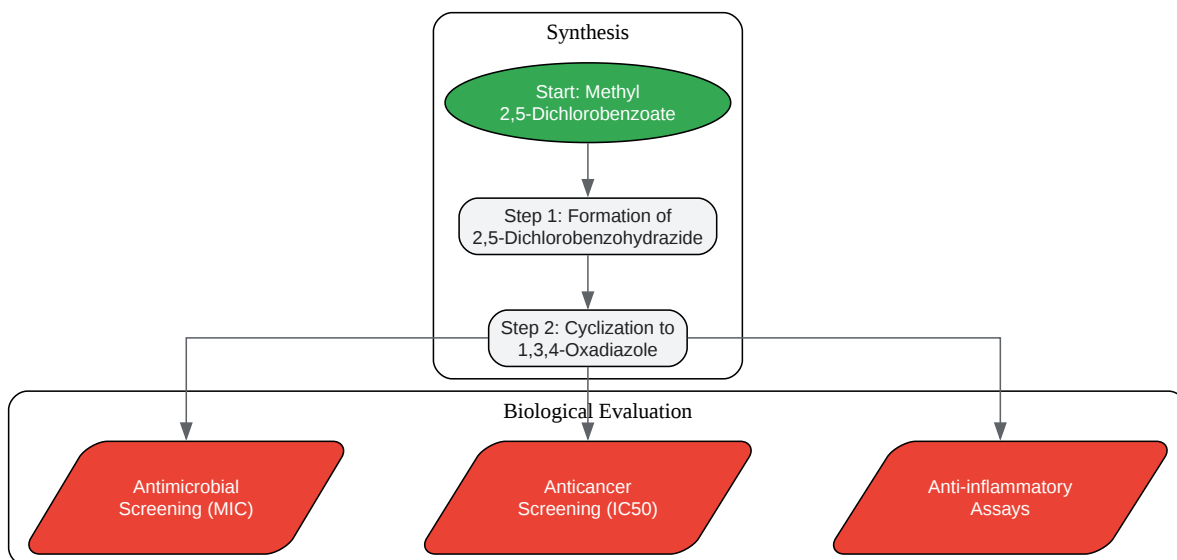 Synthesis
Start: Methyl
2,5-Dichlorobenzoate
Step 1: Formation of
2,5-Dichlorobenzohydrazide
Step 2: Cyclization to
1,3,4-Oxadiazole
Biological Evaluation
Antimicrobial
Screening (MIC)
Anticancer
Screening (IC50)
Anti-inflammatory
Assays